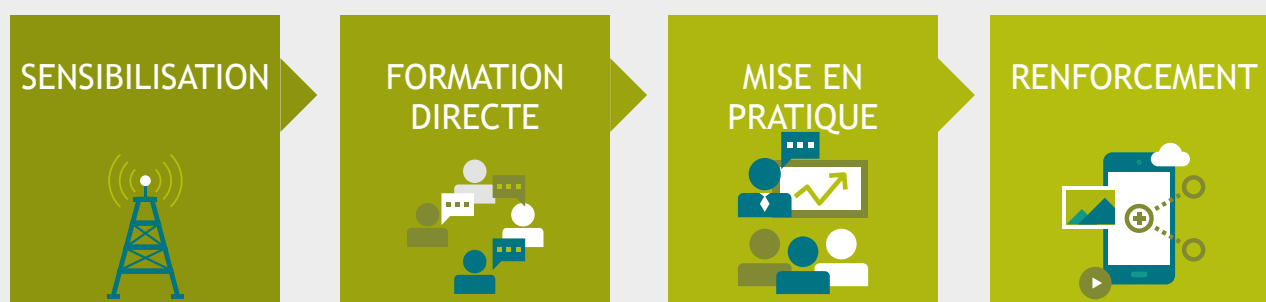 SENSIBILISATION
FORMATION
DIRECTE
MISE EN
PRATIQUE
RENFORCEMENT